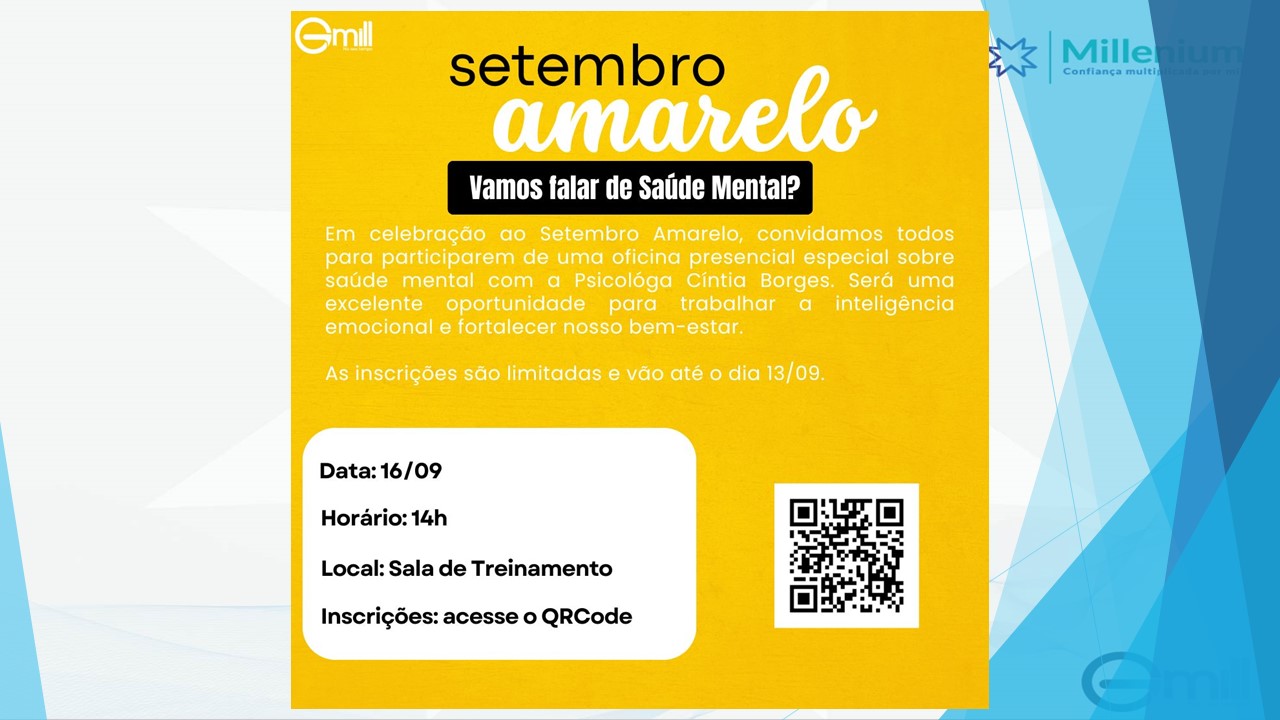 Gmill
setembro
amarelo
Millenium
Confiança
Vamos falar de Saúde Mental?
Em celebração ao Setembro Amarelo, convidamos todos
para participarem de uma oficina presencial especial sobre
saúde mental com a Psicológa Cíntia Borges. Será uma
excelente oportunidade para trabalhar a inteligência
emocional e fortalecer nosso bem-estar.
As inscrições são limitadas e vão até o dia 13/09.
Data: 16/09
Horário: 14h
Local: Sala de Treinamento
Inscrições: acesse o QRCode
Gmill